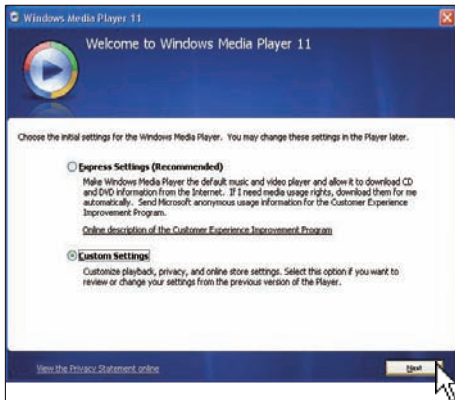 Windows Media Player 11
Welcome to Windows Media Player 11
Choose the initial settings for the Windows Media Player. You may change these settings in the Player later.
Express Settings (Recommended)
Make Windows Media Player the default music and video player and allow it to download CD
and DVD information from the Internet. If I need media usage rights, download them for me
automatically. Send Microsoft anonymous usage information for the Customer Experience
Improvement Program.
Online description of the Customer Experience Improvement Program
Custom Settings
Customize playback, privacy, and online store settings. Select this option if you want to
review or change your settings from the previous version of the Player.
View the Privacy Statement online
Next